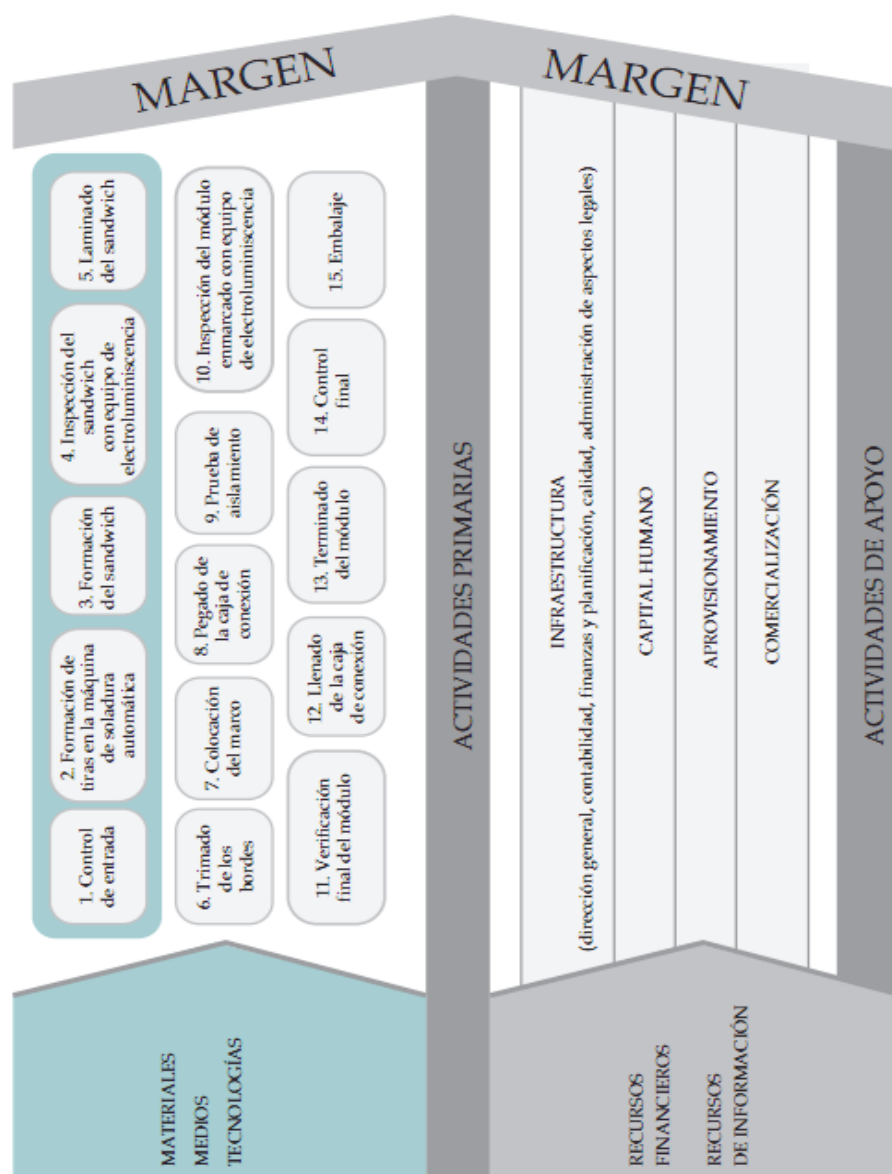 MATERIALES
MEDIOS
TECNOLOGÍAS
1. Control
de entrada
2. Formación de
tiras en la máquina
de soladura
automática
3. Formación
del sandwich
4. Inspección del
sandwich
con equipo de
electroluminiscencia
5. Laminado
del sandwich
6. Trimado
de los
bordes
7. Colocación
del marco
8. Pegado de
la caja de
conexión
9. Prueba de
aislamiento
10. Inspección del módulo
enmarcado con equipo
de electroluminiscencia
11. Verificación
final del módulo
12. Llenado
de la caja
de conexión
13. Terminado
del módulo
14. Control
final
15. Embalaje
MARGEN
ACTIVIDADES PRIMARIAS
RECURSOS
FINANCIEROS
RECURSOS
DE INFORMACIÓN
INFRAESTRUCTURA
(dirección general, contabilidad, finanzas y planificación, calidad, administración de aspectos legales)
CAPITAL HUMANO
APROVISIONAMIENTO
COMERCIALIZACIÓN
MARGEN
ACTIVIDADES DE APOYO